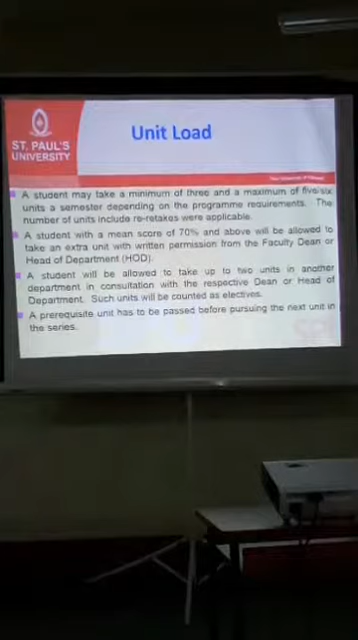 ST. PAUL'S
UNIVERSITY
Unit Load
A student may take a minimum of three and a maximum of five/six
units a semester depending on the programme requirements. The
number of units include re-retakes were applicable.
A student with a mean score of 70% and above will be allowed to
take an extra unit with written permission from the Faculty Dean or
Head of Department (HOD).
A student will be allowed to take up to two units in another
department in consultation with the respective Dean or Head of
Department. Such units will be counted as electives.
A prerequisite unit has to be passed before pursuing the next unit in
the series.